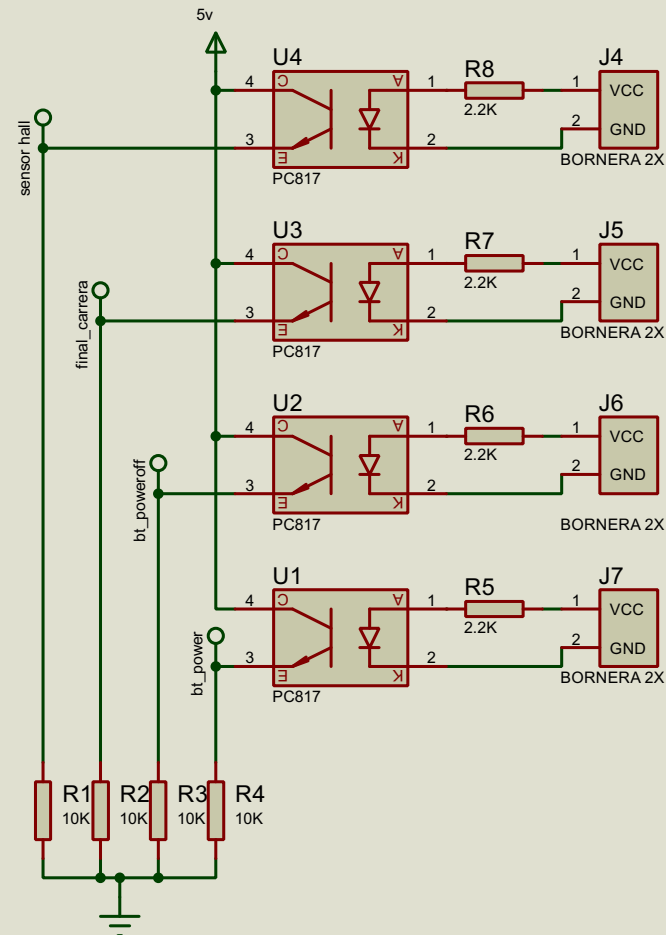 5v
U4
J4
R8
4
C
A
1
1
VCC
2.2K
2
GND
3
E
K
2
PC817
BORNERA 2X
sensor hall
U3
J5
R7
4
C
A
1
1
VCC
2.2K
2
GND
3
E
K
2
PC817
BORNERA 2X
final_carrera
U2
J6
R6
4
C
A
1
1
VCC
2.2K
2
GND
3
E
K
2
PC817
BORNERA 2X
bt_poweroff
U1
J7
R5
4
C
A
1
1
VCC
2.2K
2
GND
3
E
K
2
PC817
BORNERA 2X
bt_power
R1 R2 R3 R4
10K 10K 10K 10K